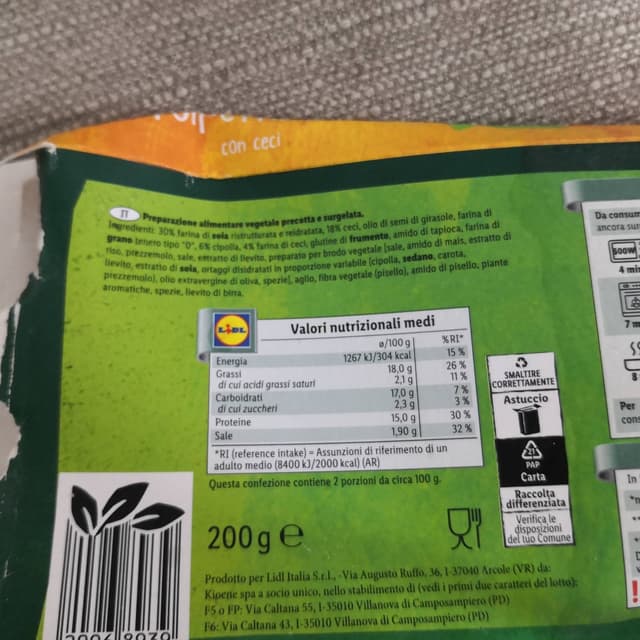 con ceci
IT Preparazione alimentare vegetale precotta e surgelata.
Ingredienti: 30% farina di soia ristrutturata e reidratata, 18% ceci, olio di semi di girasole, farina di
grano tenero tipo "0", 6% cipolla, 4% farina di ceci, glutine di frumento, amido di tapioca, farina di
riso, prezzemolo, sale, estratto di lievito, preparato per brodo vegetale [sale, amido di mais, estratto di
lievito, estratto di soia, ortaggi disidratati in proporzione variabile (cipolla, sedano, carota,
prezzemolo), olio extravergine di oliva, spezie], aglio, fibra vegetale (pisello), amido di pisello, piante
aromatiche, spezie, lievito di birra.
LIDL
Valori nutrizionali medi
ø/100 g %RI*
Energia 1267 kJ/304 kcal 15 %
Grassi 18,0 g 26 %
di cui acidi grassi saturi 2,1 g 11 %
Carboidrati 17,0 g 7 %
di cui zuccheri 2,3 g 3 %
Proteine 15,0 g 30 %
Sale 1,90 g 32 %
*RI (reference intake) = Assunzioni di riferimento di un
adulto medio (8400 kJ/2000 kcal) (AR)
Questa confezione contiene 2 porzioni da circa 100 g.
200 g e
SMALTIRE
CORRETTAMENTE
Astuccio
21
PAP
Carta
Raccolta
differenziata
Verifica le
disposizioni
del tuo Comune
Da consu
ancora sur
500W
4 mi
7 m
8
Per
cons
In
Prodotto per Lidl Italia S.r.l., -Via Augusto Ruffo, 36, I-37040 Arcole (VR) da:
Kioene spa a socio unico, nello stabilimento di (vedi i primi due caratteri del lotto):
F5 o FP: Via Caltana 55, I-35010 Villanova di Camposampiero (PD)
F6: Via Caltana 43, I-35010 Villanova di Camposampiero (PD)